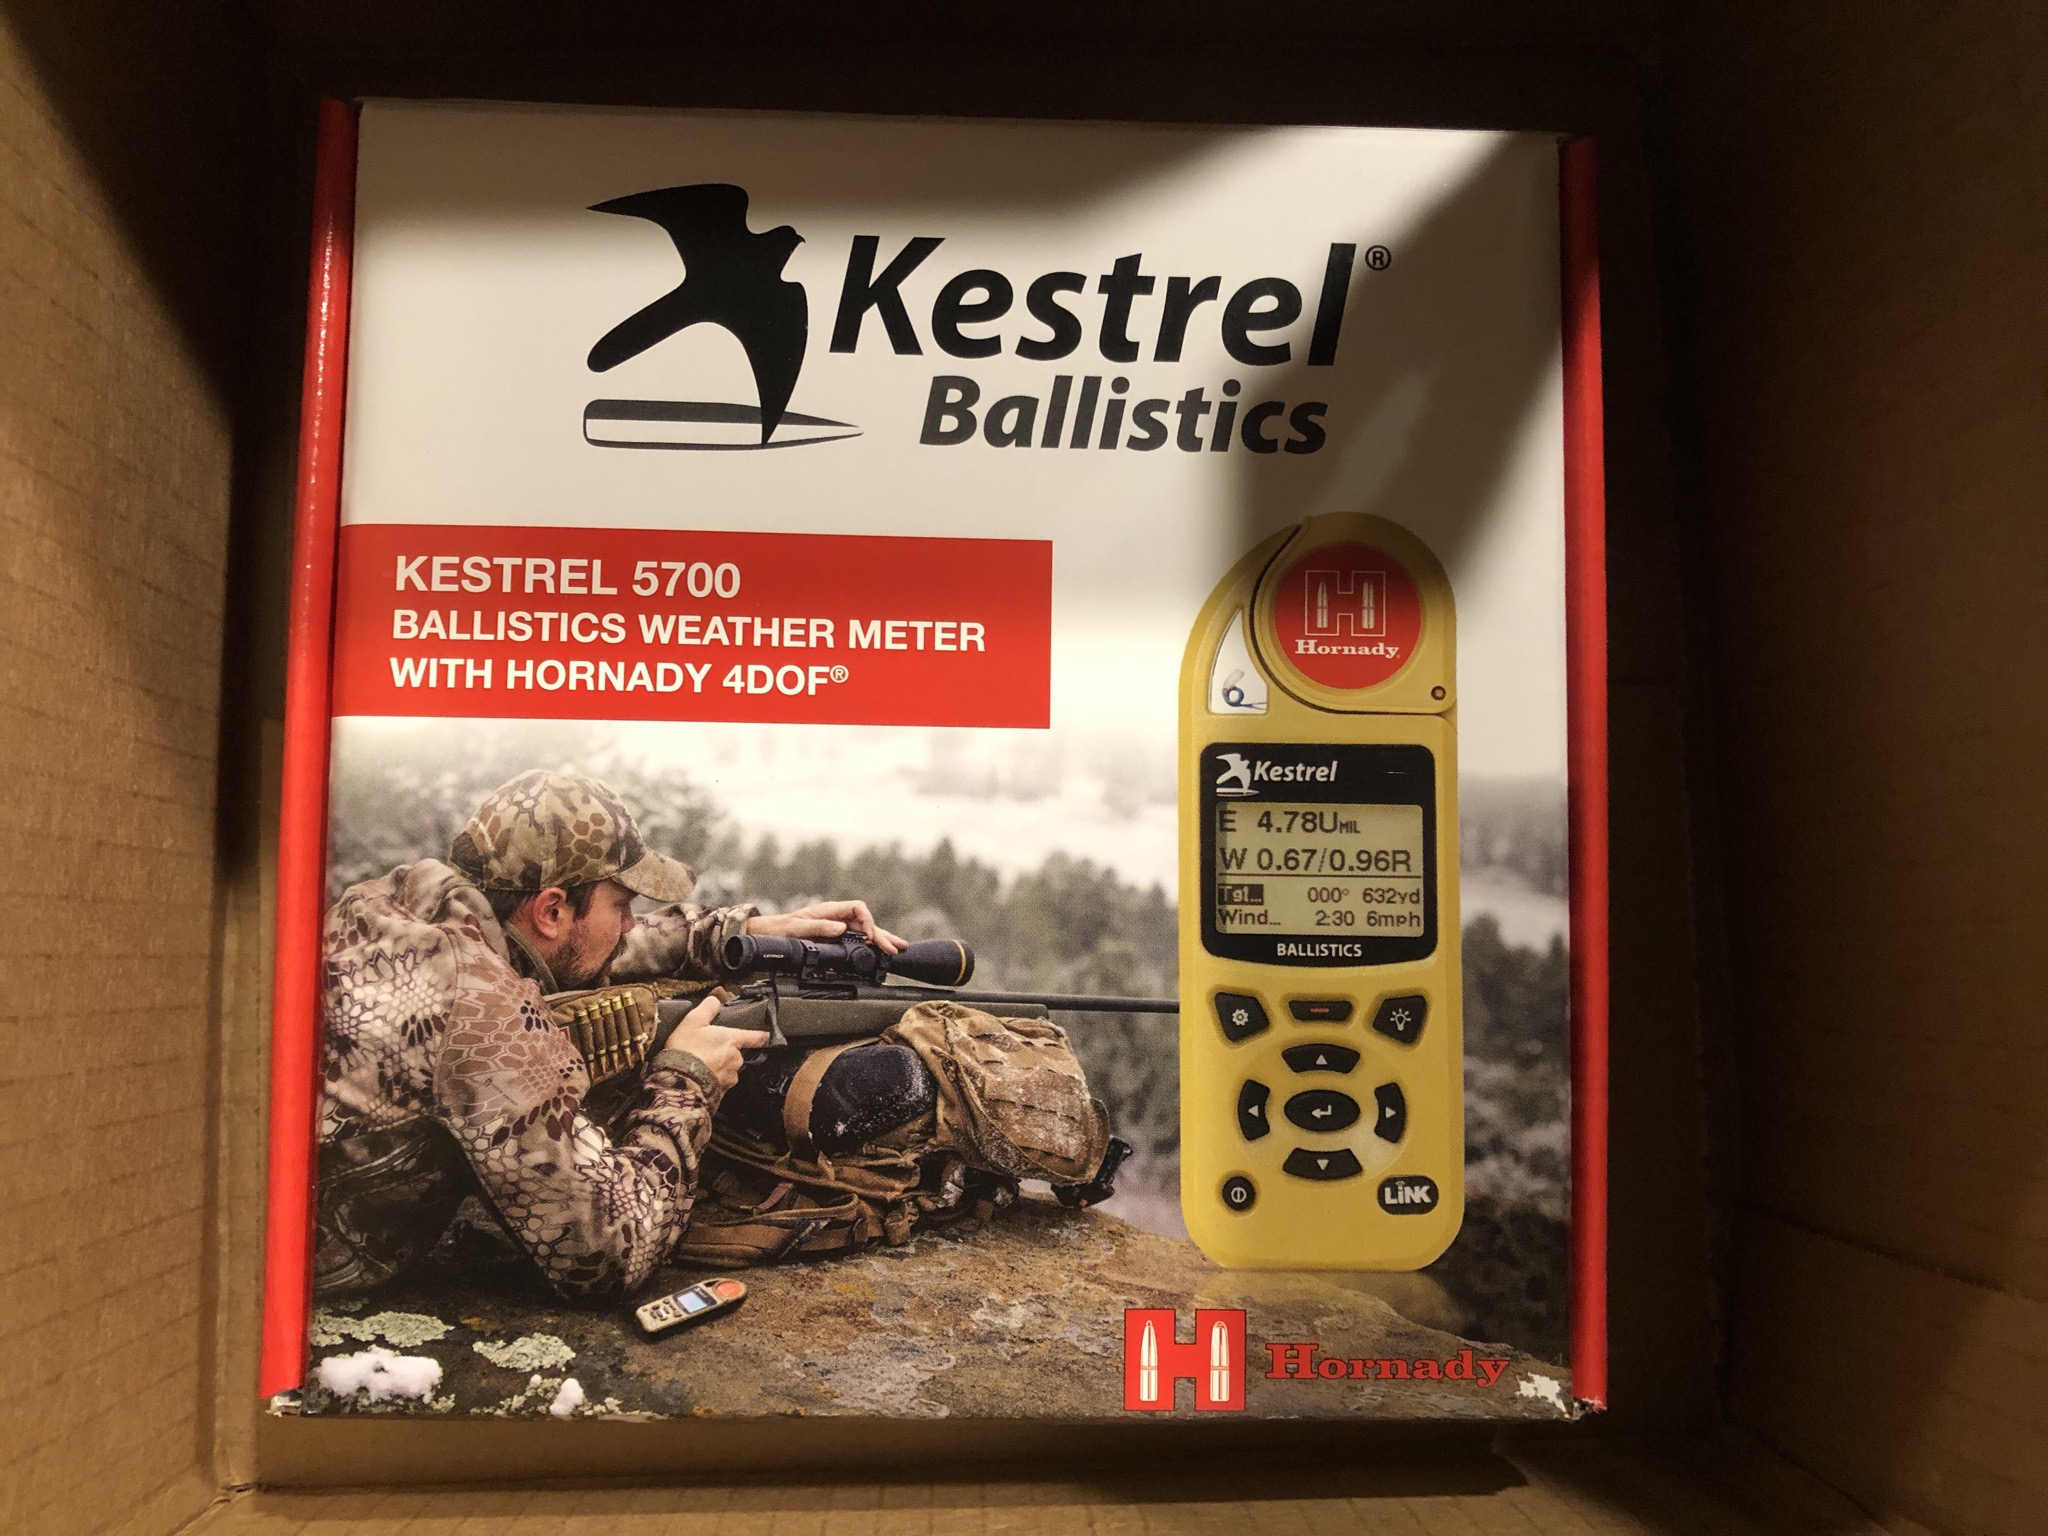 Kestrel®
Ballistics
KESTREL 5700
BALLISTICS WEATHER METER
WITH HORNADY 4DOF®
H
Hornady
Kestrel
E 4.78UMIL
W 0.67/0.96R
Tgt... 000° 632yd
Wind... 2:30 6mph
BALLISTICS
LiNK
H Hornady